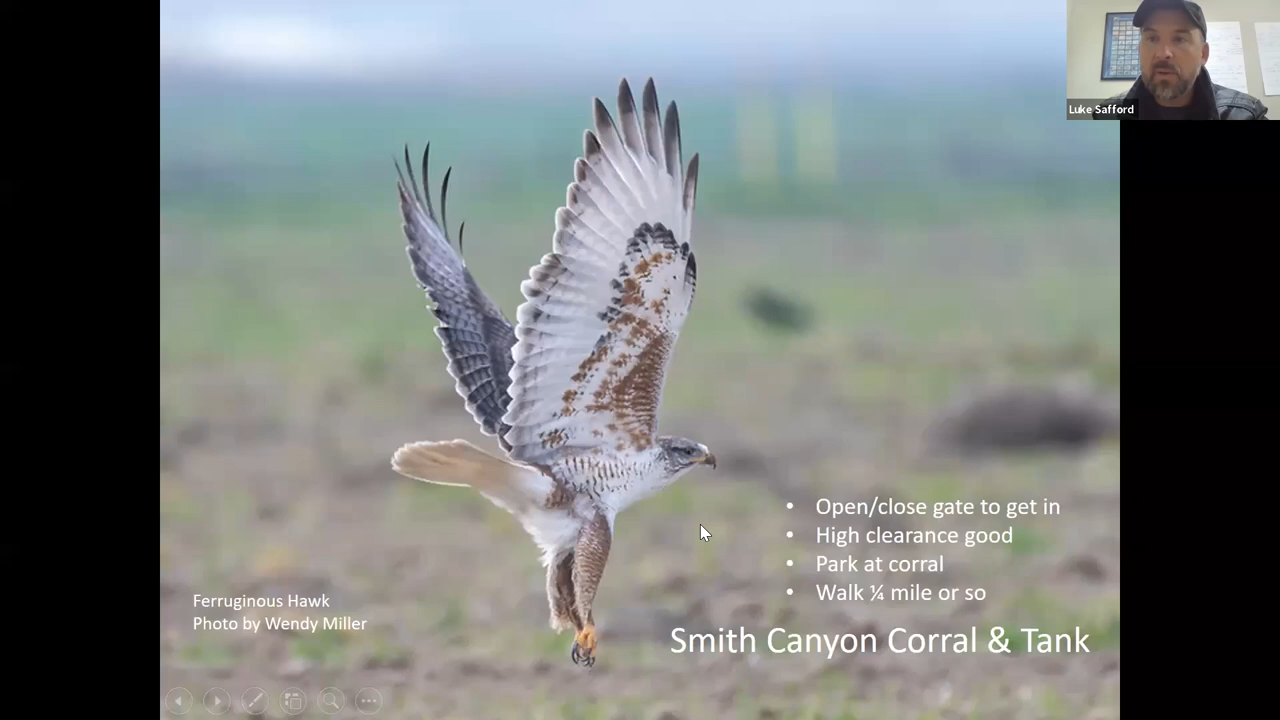 Luke Safford
• Open/close gate to get in
• High clearance good
• Park at corral
• Walk ¼ mile or so
Ferruginous Hawk
Photo by Wendy Miller
Smith Canyon Corral & Tank